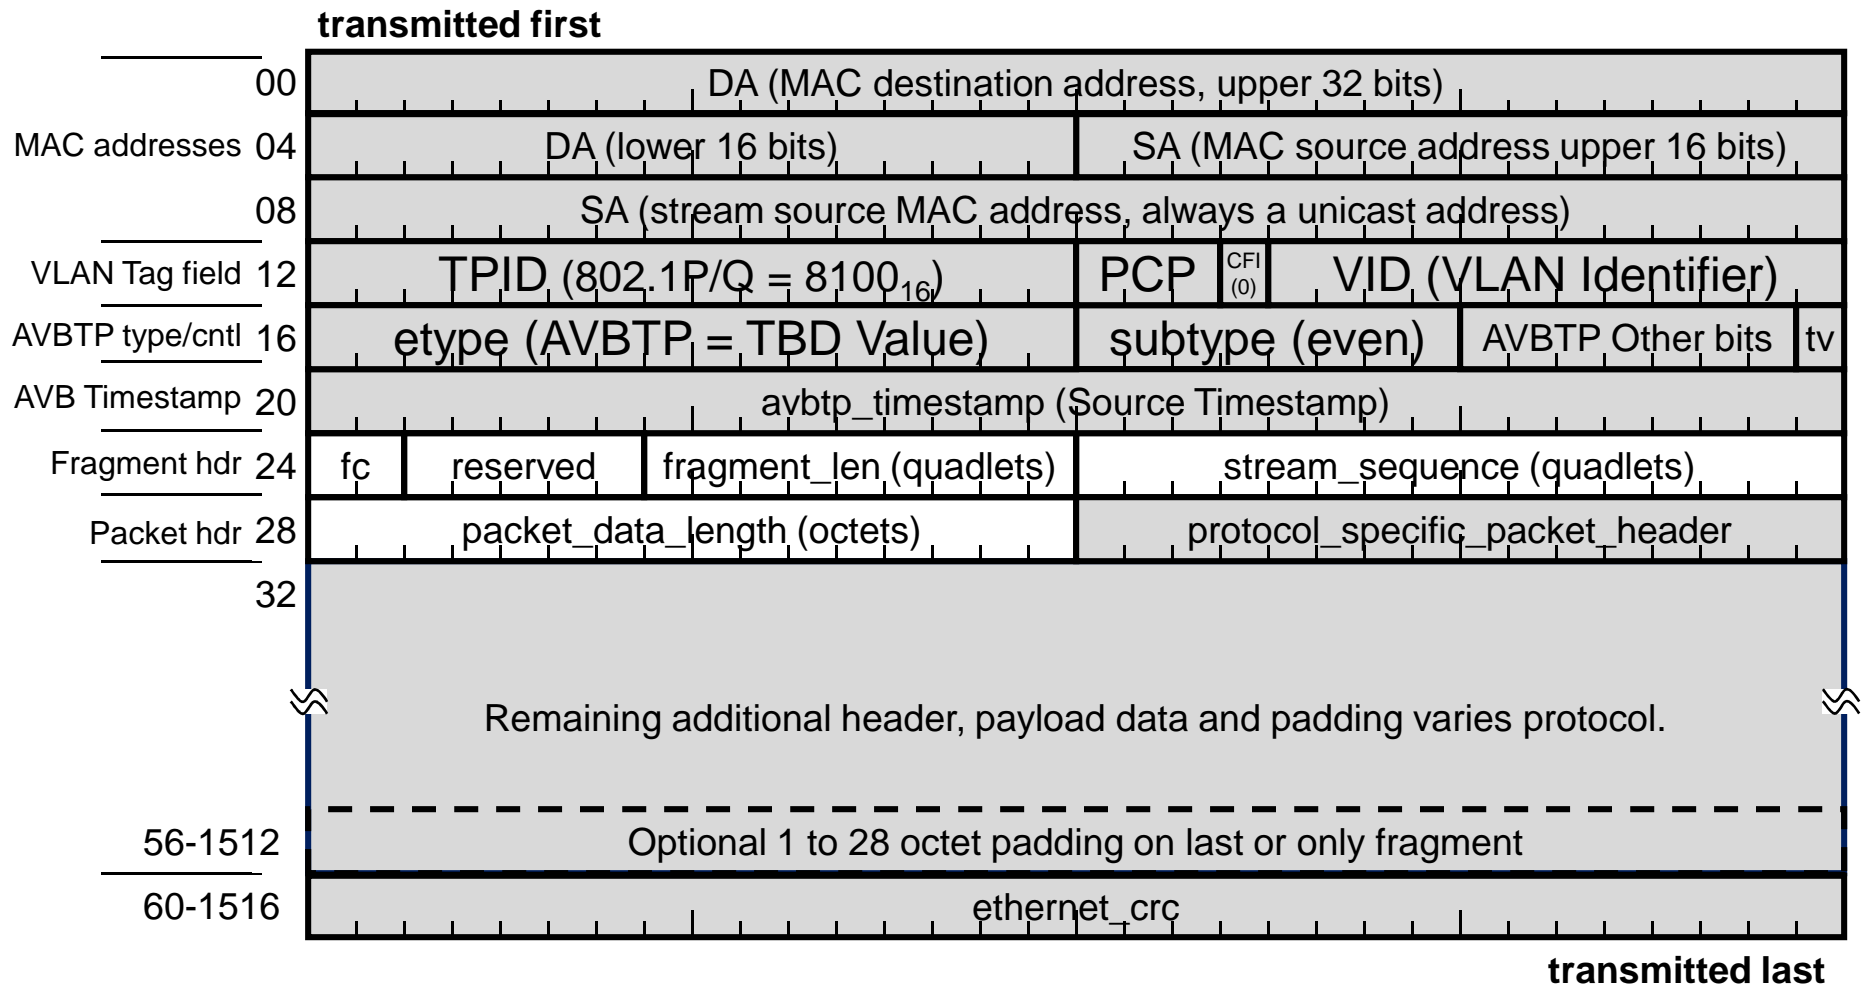 transmitted first
00 DA (MAC destination address, upper 32 bits)
MAC addresses 04 DA (lower 16 bits) SA (MAC source address upper 16 bits)
08 SA (stream source MAC address, always a unicast address)
VLAN Tag field 12 TPID (802.1P/Q = 8100₁₆) PCP CFI (0) VID (VLAN Identifier)
AVBTP type/cntl 16 etype (AVBTP = TBD Value) subtype (even) AVBTP Other bits tv
AVB Timestamp 20 avbtp_timestamp (Source Timestamp)
Fragment hdr 24 fc reserved fragment_len (quadlets) stream_sequence (quadlets)
Packet hdr 28 packet_data_length (octets) protocol_specific_packet_header
32
Remaining additional header, payload data and padding varies protocol.
56-1512 Optional 1 to 28 octet padding on last or only fragment
60-1516 ethernet_crc
transmitted last